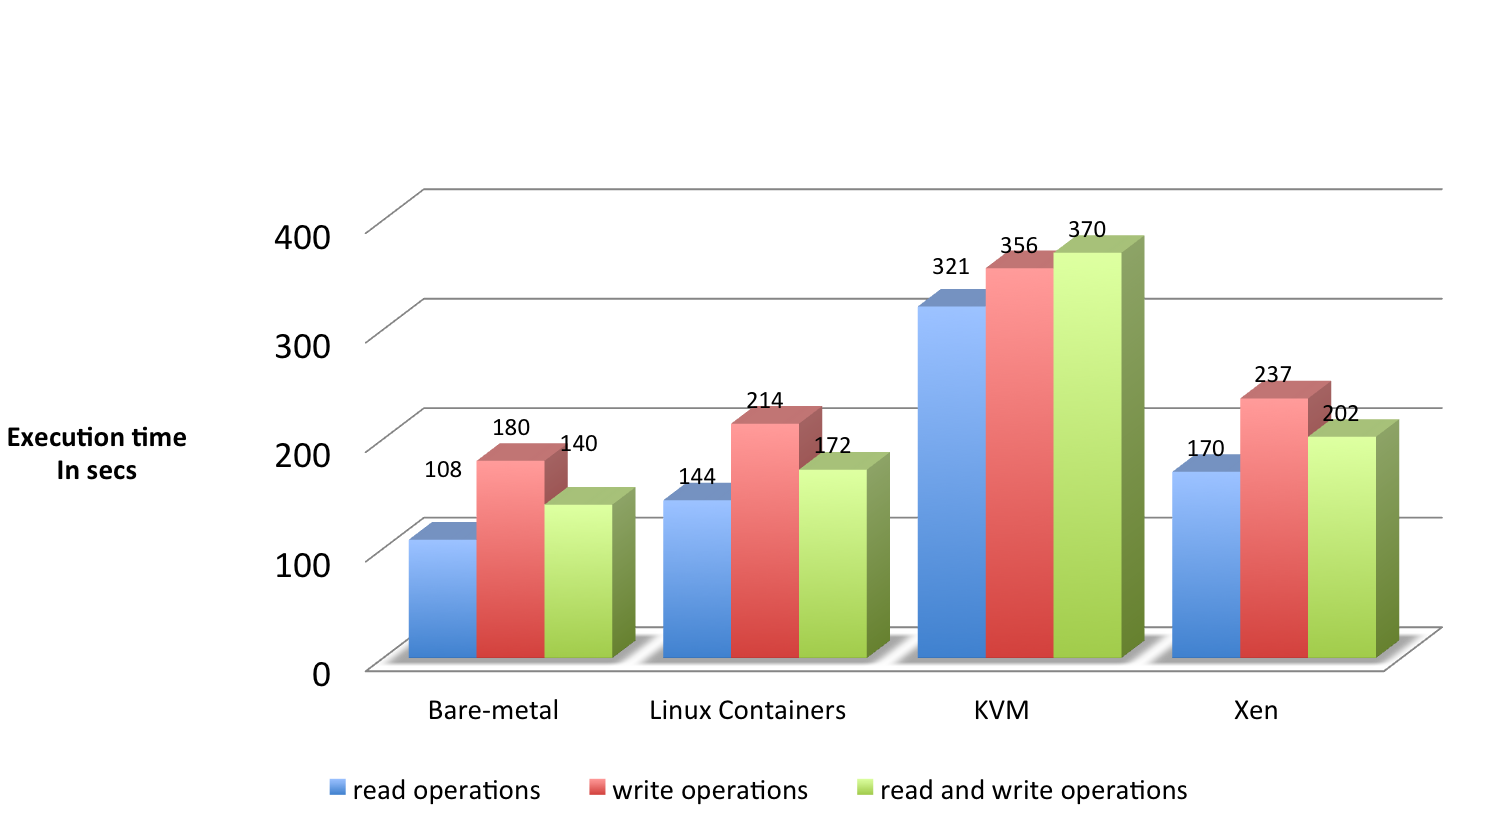 400
300
200
100
0
Execution time
In secs
108 180 140
144 214 172
321 356 370
170 237 202
Bare-metal Linux Containers KVM Xen
read operations write operations read and write operations